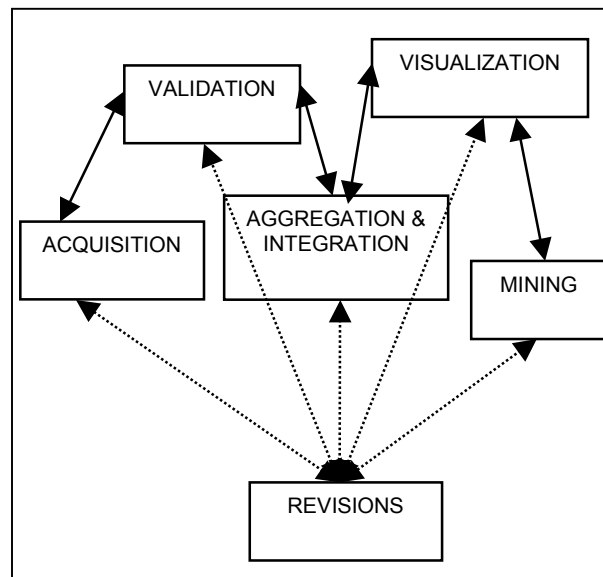 VISUALIZATION
VALIDATION
AGGREGATION &
INTEGRATION
ACQUISITION
MINING
REVISIONS